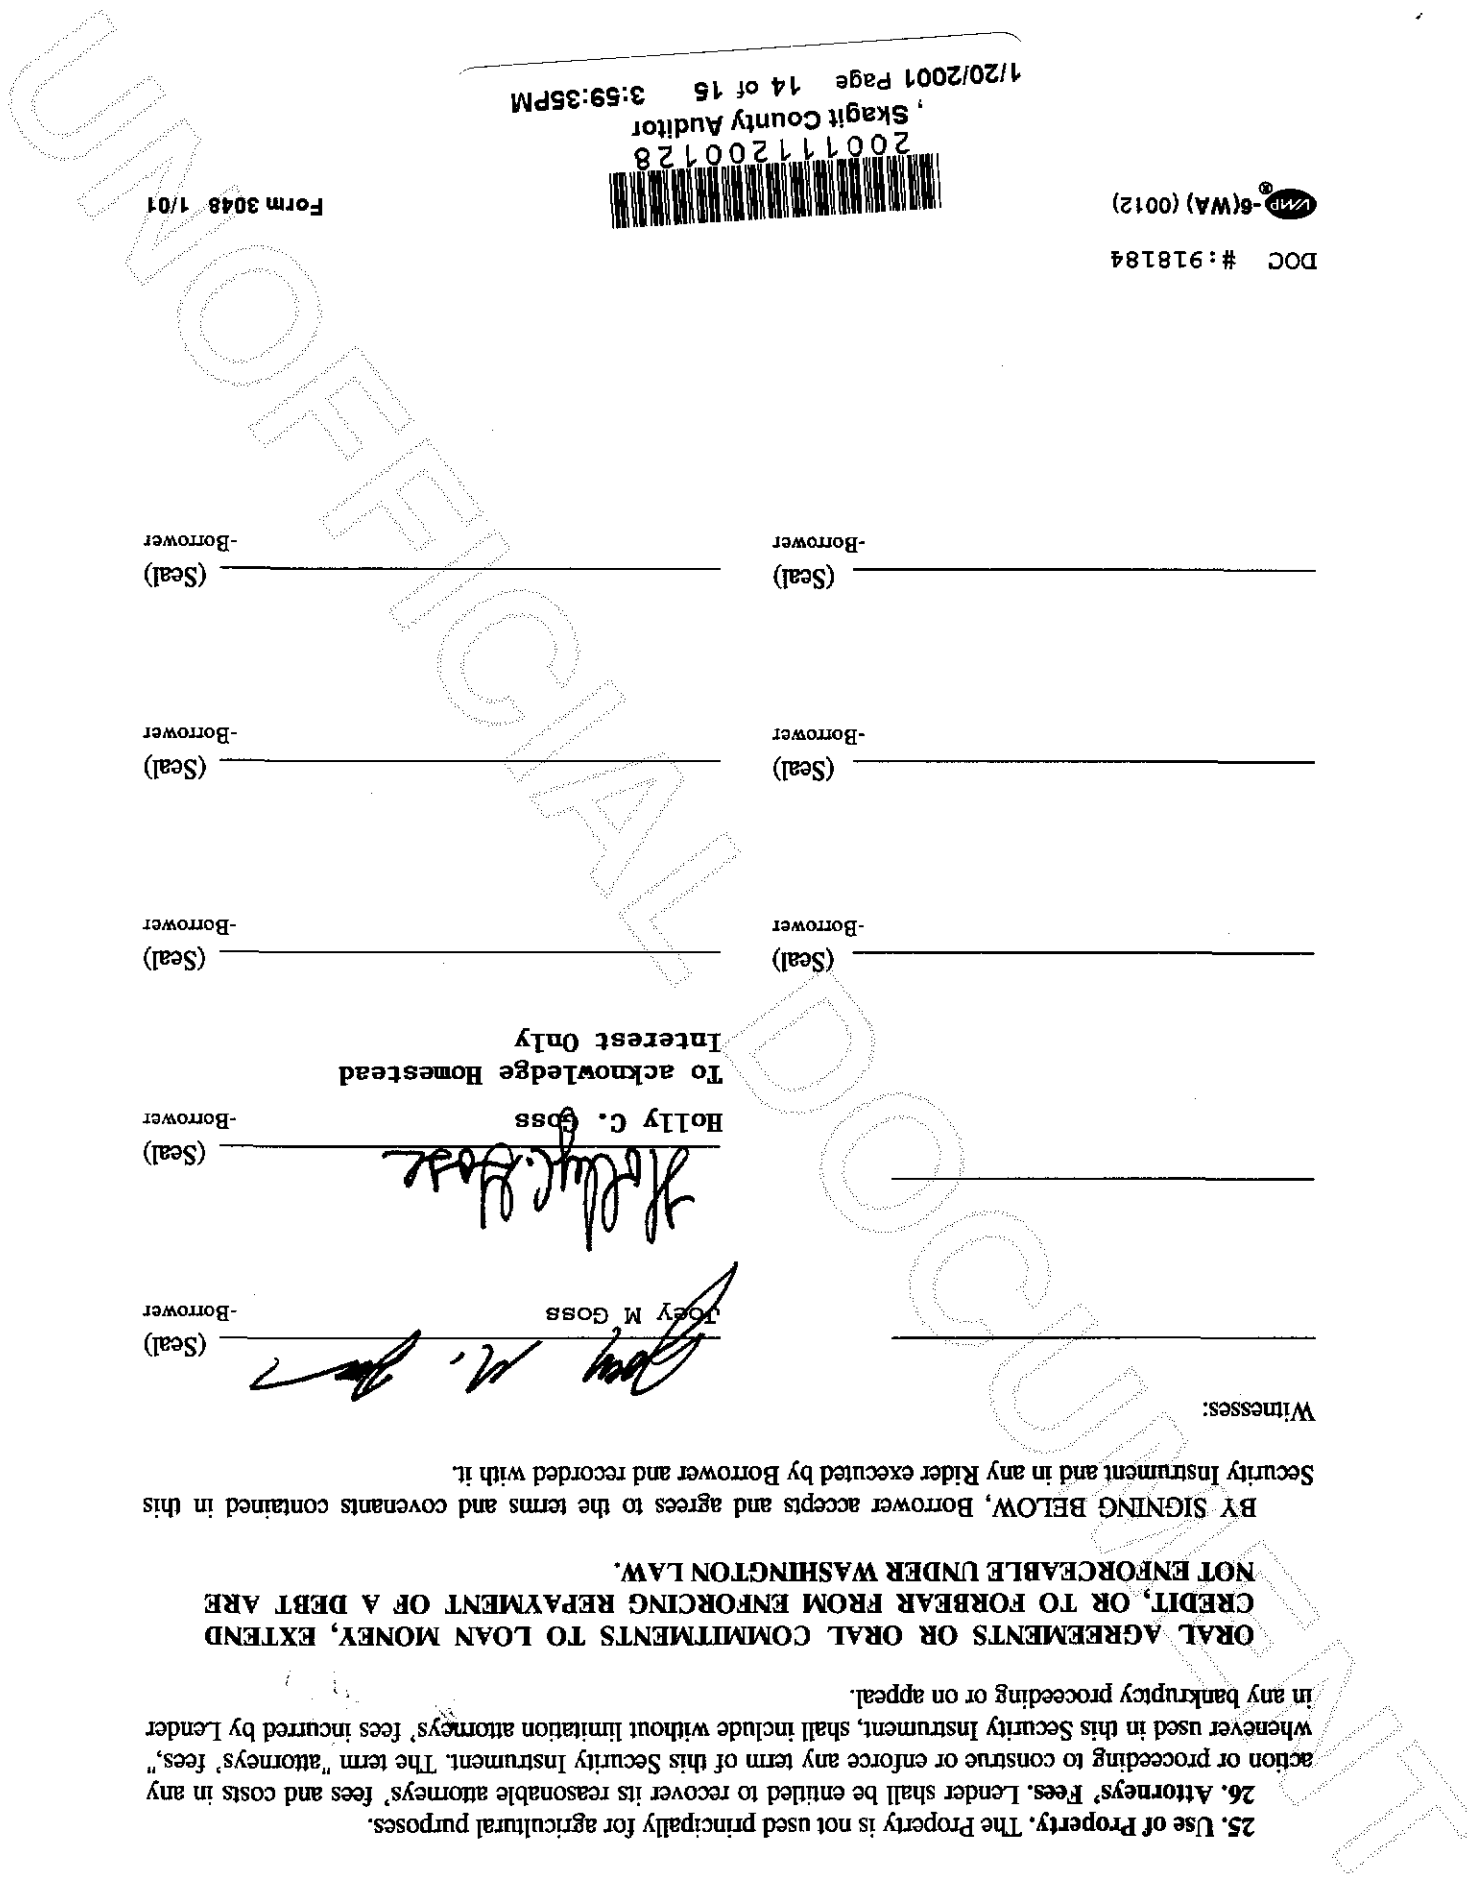 25. Use of Property. The Property is not used principally for agricultural purposes.
26. Attorneys' Fees. Lender shall be entitled to recover its reasonable attorneys' fees and costs in any
action or proceeding to construe or enforce any term of this Security Instrument. The term "attorneys' fees,"
whenever used in this Security Instrument, shall include without limitation attorneys' fees incurred by Lender
in any bankruptcy proceeding or on appeal.
ORAL AGREEMENTS OR ORAL COMMITMENTS TO LOAN MONEY, EXTEND
CREDIT, OR TO FORBEAR FROM ENFORCING REPAYMENT OF A DEBT ARE
NOT ENFORCEABLE UNDER WASHINGTON LAW.
BY SIGNING BELOW, Borrower accepts and agrees to the terms and covenants contained in this
Security Instrument and in any Rider executed by Borrower and recorded with it.
Witnesses:
Joey M. Goss
(Seal)
Joey M Goss
-Borrower
Holly C. Goss
(Seal)
Holly C. Goss
-Borrower
To acknowledge Homestead
Interest Only
(Seal) (Seal)
-Borrower -Borrower
(Seal) (Seal)
-Borrower -Borrower
(Seal) (Seal)
-Borrower -Borrower
DOC #:918184
VMP®-6(WA) (0012)
Form 3048 1/01
200111200128
, Skagit County Auditor
1/20/2001 Page 14 of 15 3:59:35PM
UNOFFICIAL DOCUMENT